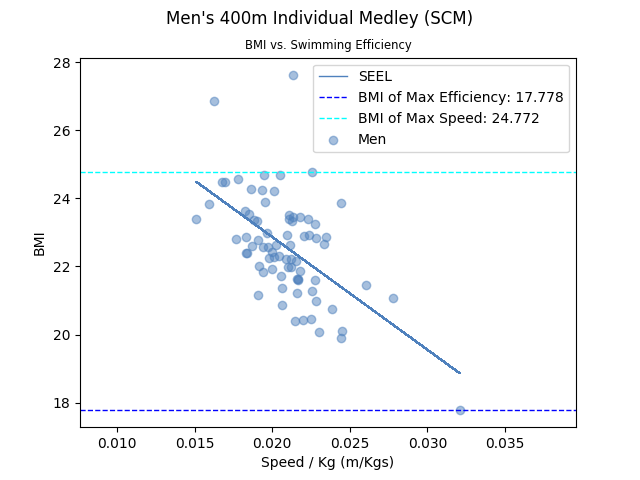 Men's 400m Individual Medley (SCM)
BMI vs. Swimming Efficiency
SEEL
BMI of Max Efficiency: 17.778
BMI of Max Speed: 24.772
Men
BMI
28
26
24
22
20
18
0.010 0.015 0.020 0.025 0.030 0.035
Speed / Kg (m/Kgs)